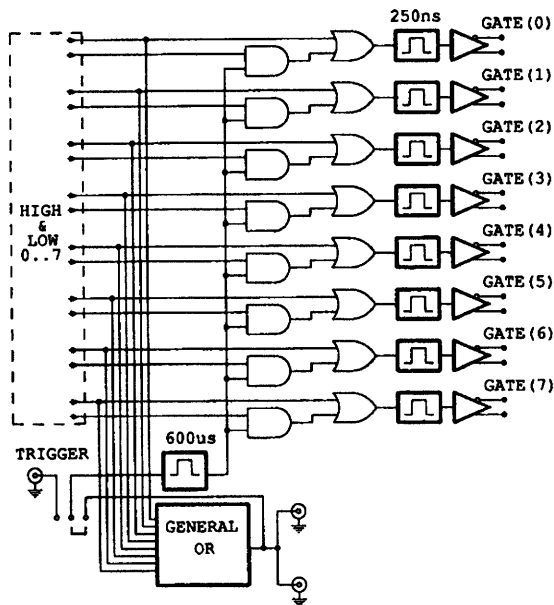 250ns
GATE(0)
GATE(1)
GATE(2)
GATE(3)
HIGH
&
LOW
0..7
GATE(4)
GATE(5)
GATE(6)
GATE(7)
600us
TRIGGER
GENERAL
OR